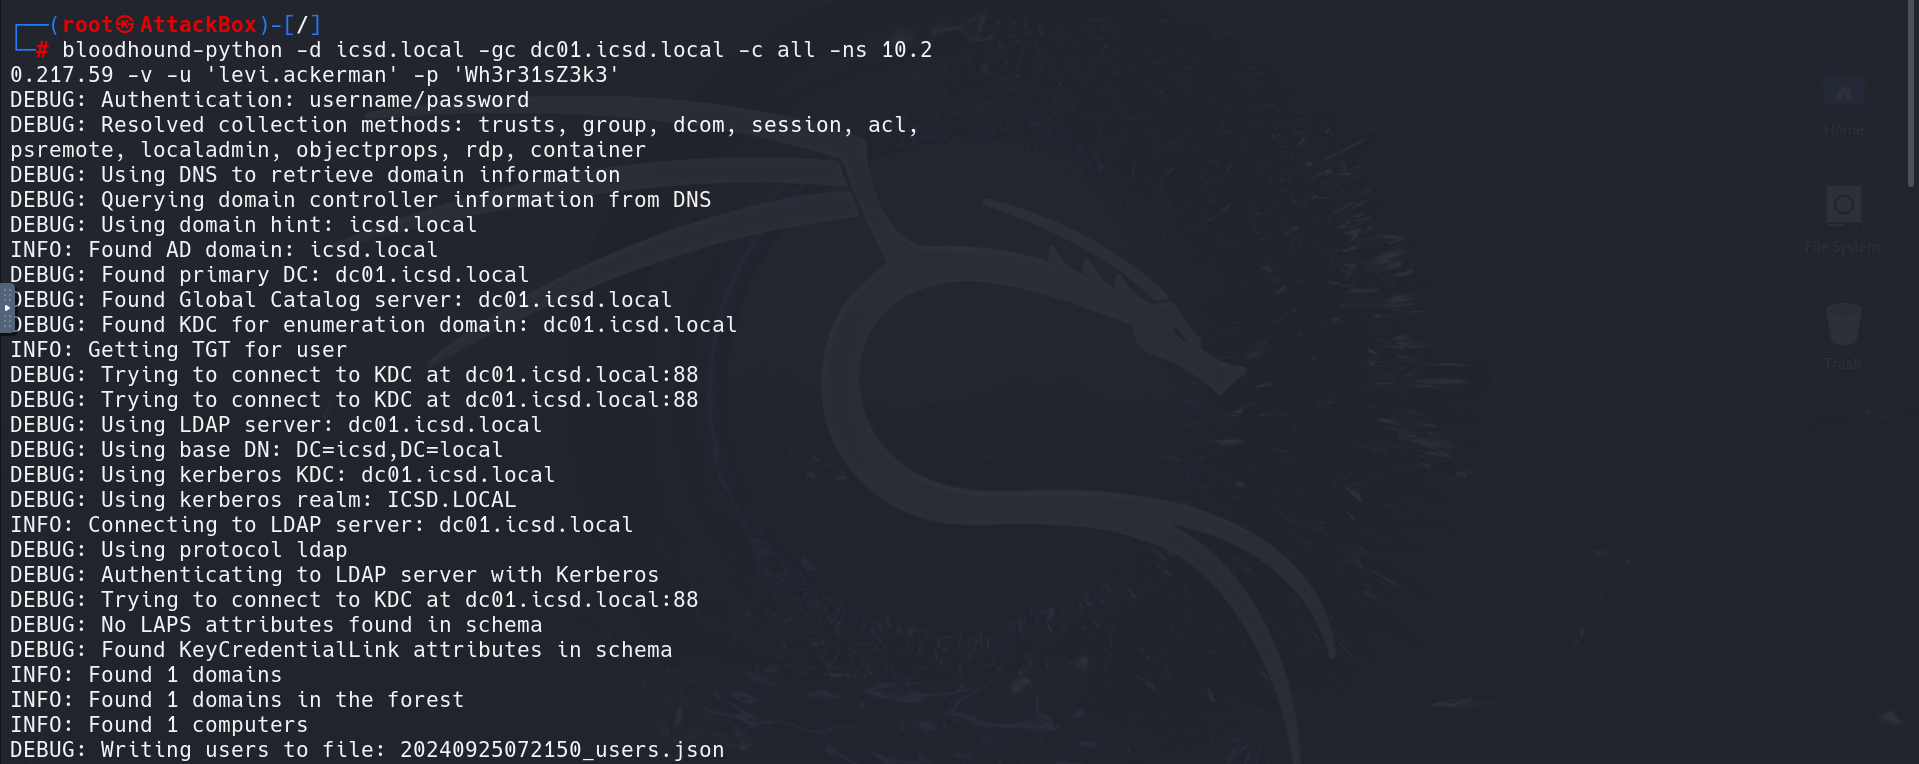 ┌──(root㉿AttackBox)-[/]
└─# bloodhound-python -d icsd.local -gc dc01.icsd.local -c all -ns 10.2
0.217.59 -v -u 'levi.ackerman' -p 'Wh3r31sZ3k3'
DEBUG: Authentication: username/password
DEBUG: Resolved collection methods: trusts, group, dcom, session, acl,
psremote, localadmin, objectprops, rdp, container
DEBUG: Using DNS to retrieve domain information
DEBUG: Querying domain controller information from DNS
DEBUG: Using domain hint: icsd.local
INFO: Found AD domain: icsd.local
DEBUG: Found primary DC: dc01.icsd.local
DEBUG: Found Global Catalog server: dc01.icsd.local
DEBUG: Found KDC for enumeration domain: dc01.icsd.local
INFO: Getting TGT for user
DEBUG: Trying to connect to KDC at dc01.icsd.local:88
DEBUG: Trying to connect to KDC at dc01.icsd.local:88
DEBUG: Using LDAP server: dc01.icsd.local
DEBUG: Using base DN: DC=icsd,DC=local
DEBUG: Using kerberos KDC: dc01.icsd.local
DEBUG: Using kerberos realm: ICSD.LOCAL
INFO: Connecting to LDAP server: dc01.icsd.local
DEBUG: Using protocol ldap
DEBUG: Authenticating to LDAP server with Kerberos
DEBUG: Trying to connect to KDC at dc01.icsd.local:88
DEBUG: No LAPS attributes found in schema
DEBUG: Found KeyCredentialLink attributes in schema
INFO: Found 1 domains
INFO: Found 1 domains in the forest
INFO: Found 1 computers
DEBUG: Writing users to file: 20240925072150_users.json
Home
File System
Trash